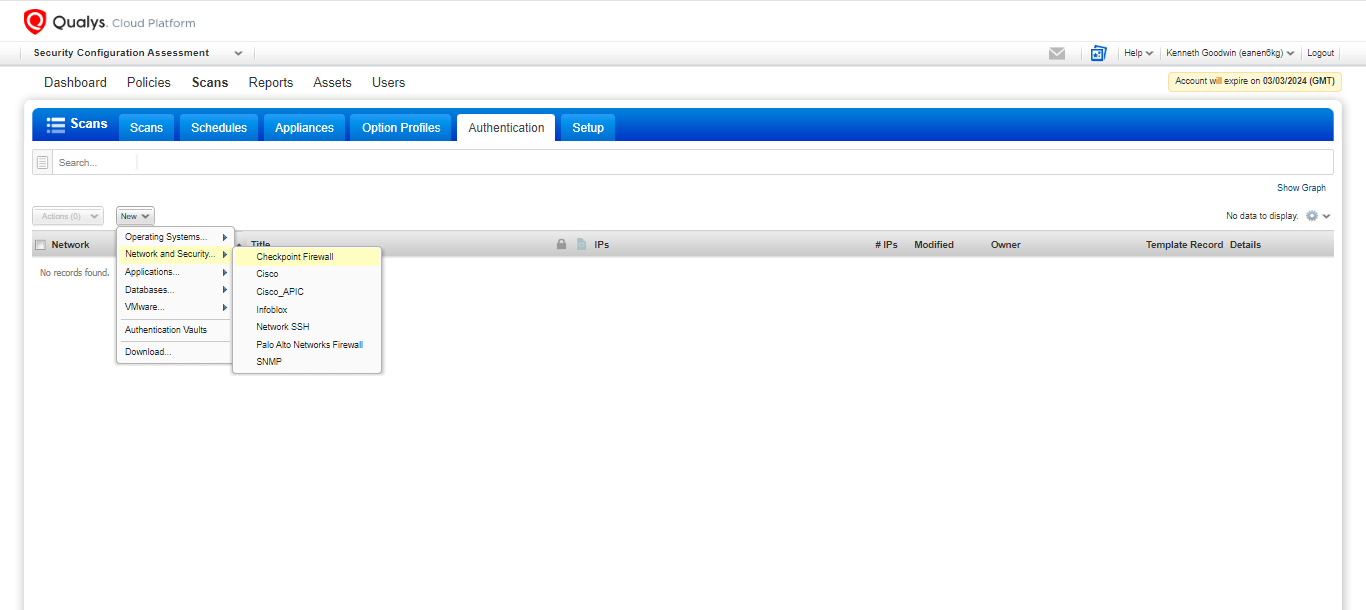 Qualys. Cloud Platform
Security Configuration Assessment
Help
Kenneth Goodwin (eanen6kg)
Logout
Dashboard Policies Scans Reports Assets Users
Account will expire on 03/03/2024 (GMT)
Scans Scans Schedules Appliances Option Profiles Authentication Setup
Search...
Show Graph
Actions (0) New
No data to display.
Network Title IPs # IPs Modified Owner Template Record Details
No records found.
Operating Systems...
Network and Security...
Applications...
Databases...
VMware...
Authentication Vaults
Download...
Checkpoint Firewall
Cisco
Cisco_APIC
Infoblox
Network SSH
Palo Alto Networks Firewall
SNMP